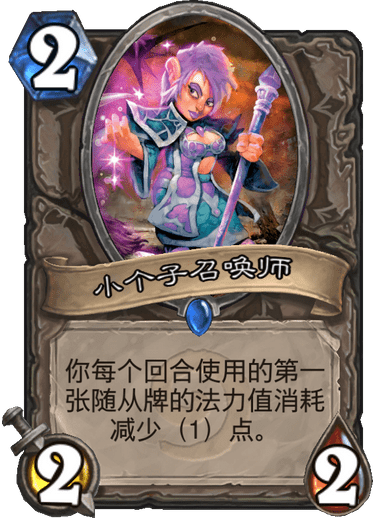 2
小个子召唤师
你每个回合使用的第一
张随从牌的法力值消耗
减少（1）点。
2
2